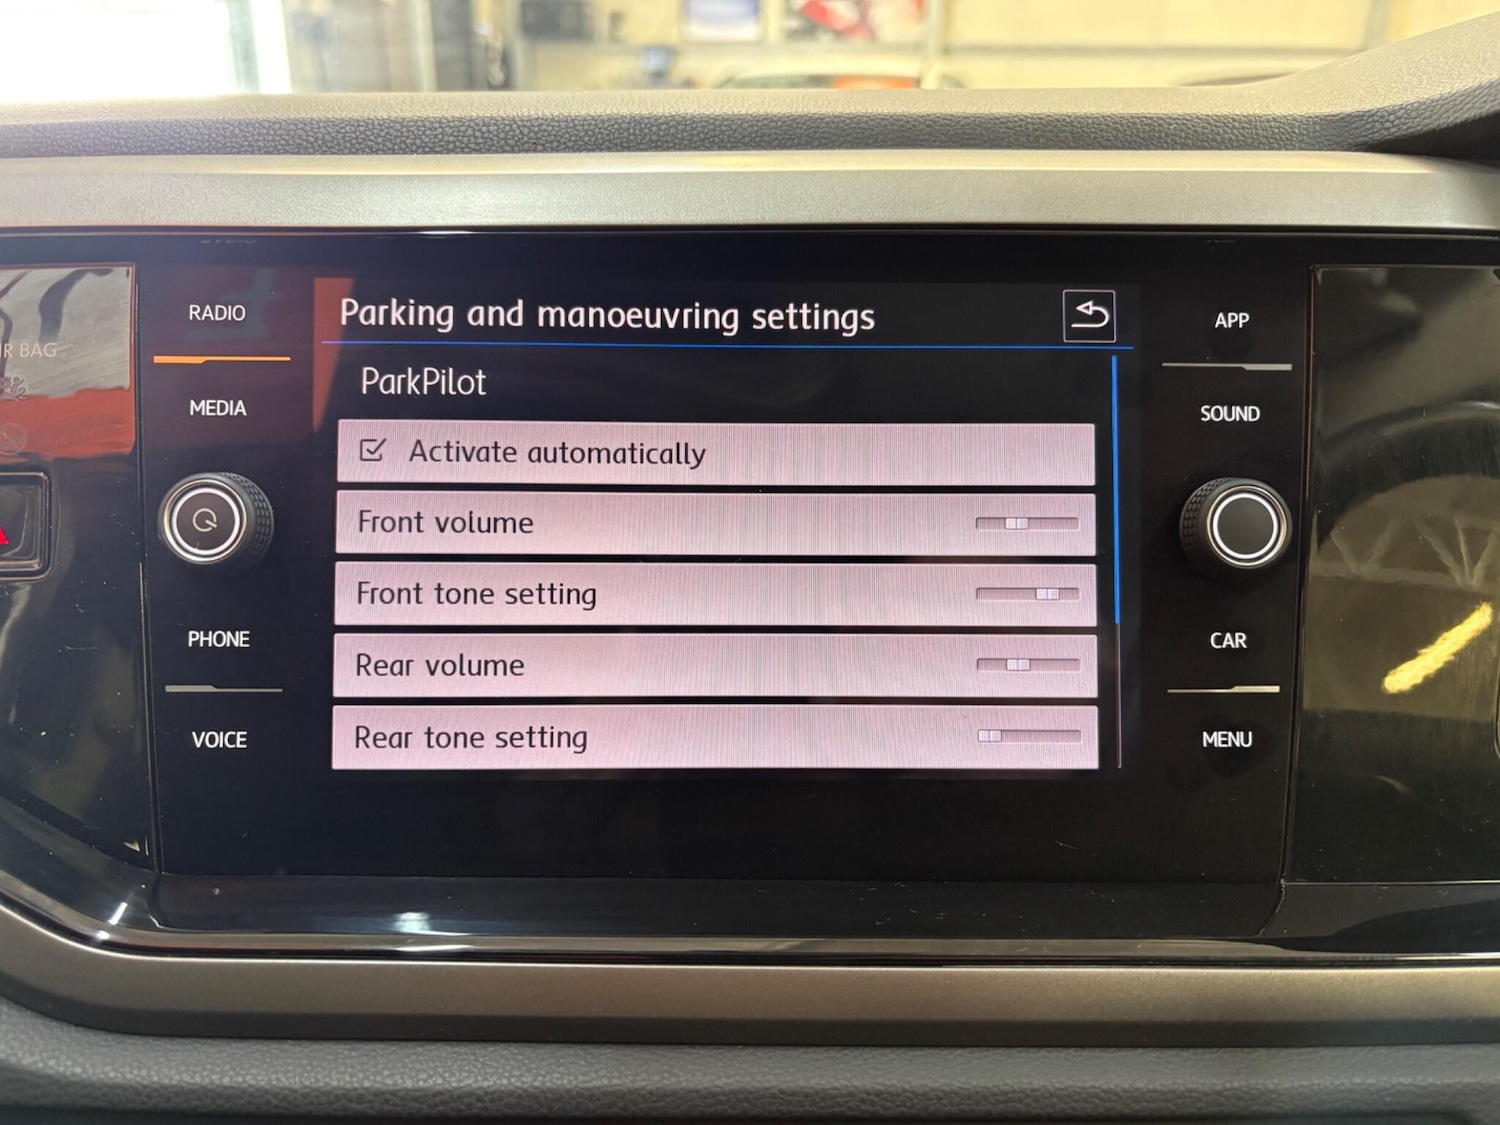 RADIO
MEDIA
PHONE
VOICE
Parking and manoeuvring settings
ParkPilot
Activate automatically
Front volume
Front tone setting
Rear volume
Rear tone setting
APP
SOUND
CAR
MENU
BAG